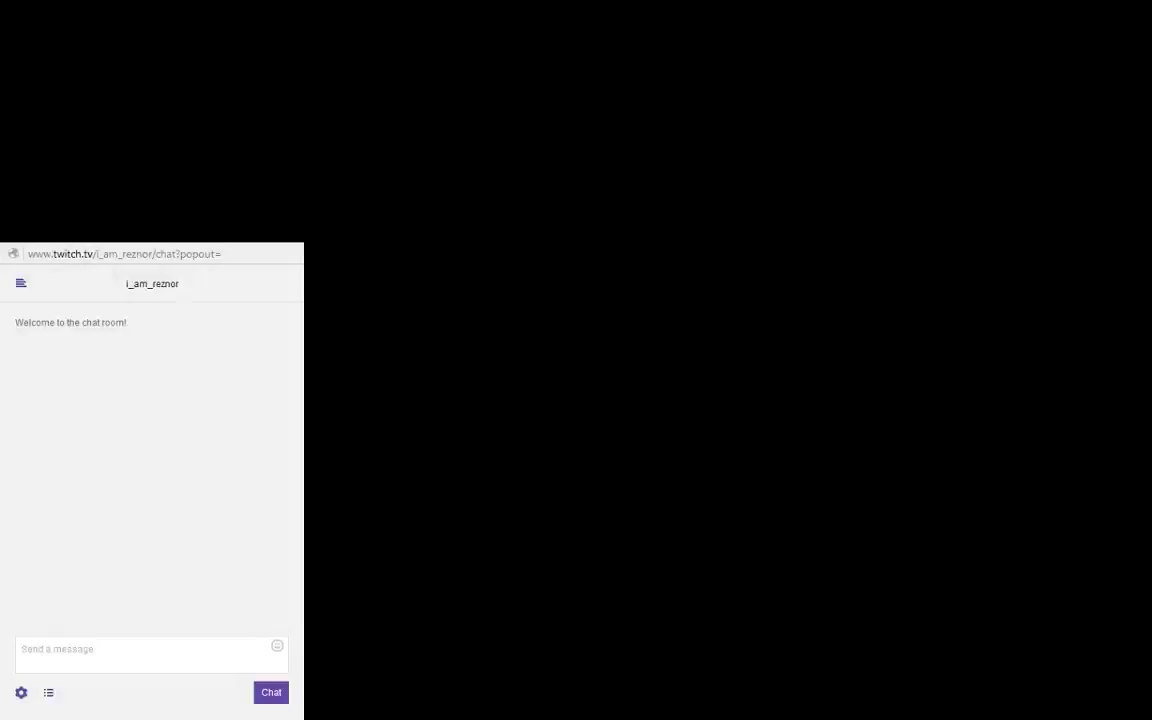 www.twitch.tv/i_am_reznor/chat?popout=
i_am_reznor
Welcome to the chat room!
Send a message
Chat